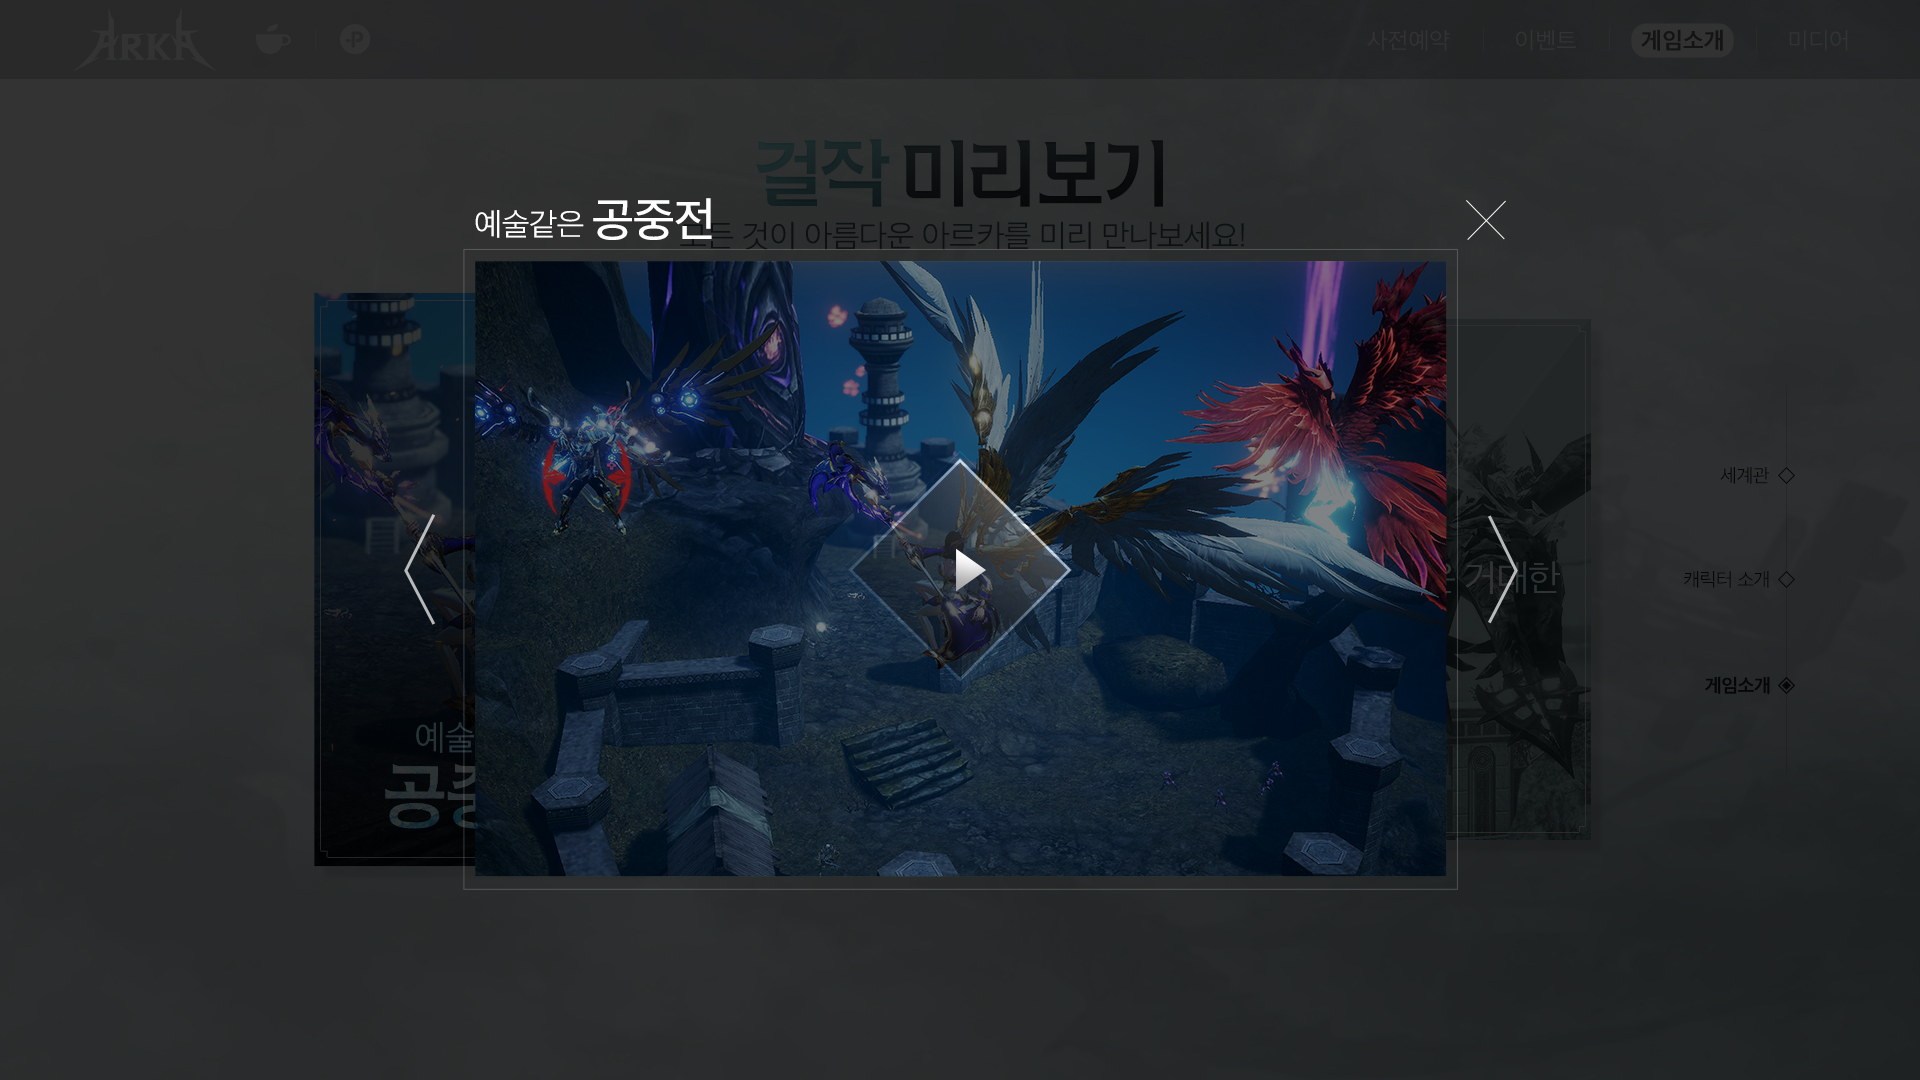 ARKA
사전예약
이벤트
게임소개
미디어
걸작 미리보기
모든 것이 아름다운 아르카를 미리 만나보세요!
예술같은 공중전
예술
공중
거대한
세계관
캐릭터 소개
게임소개